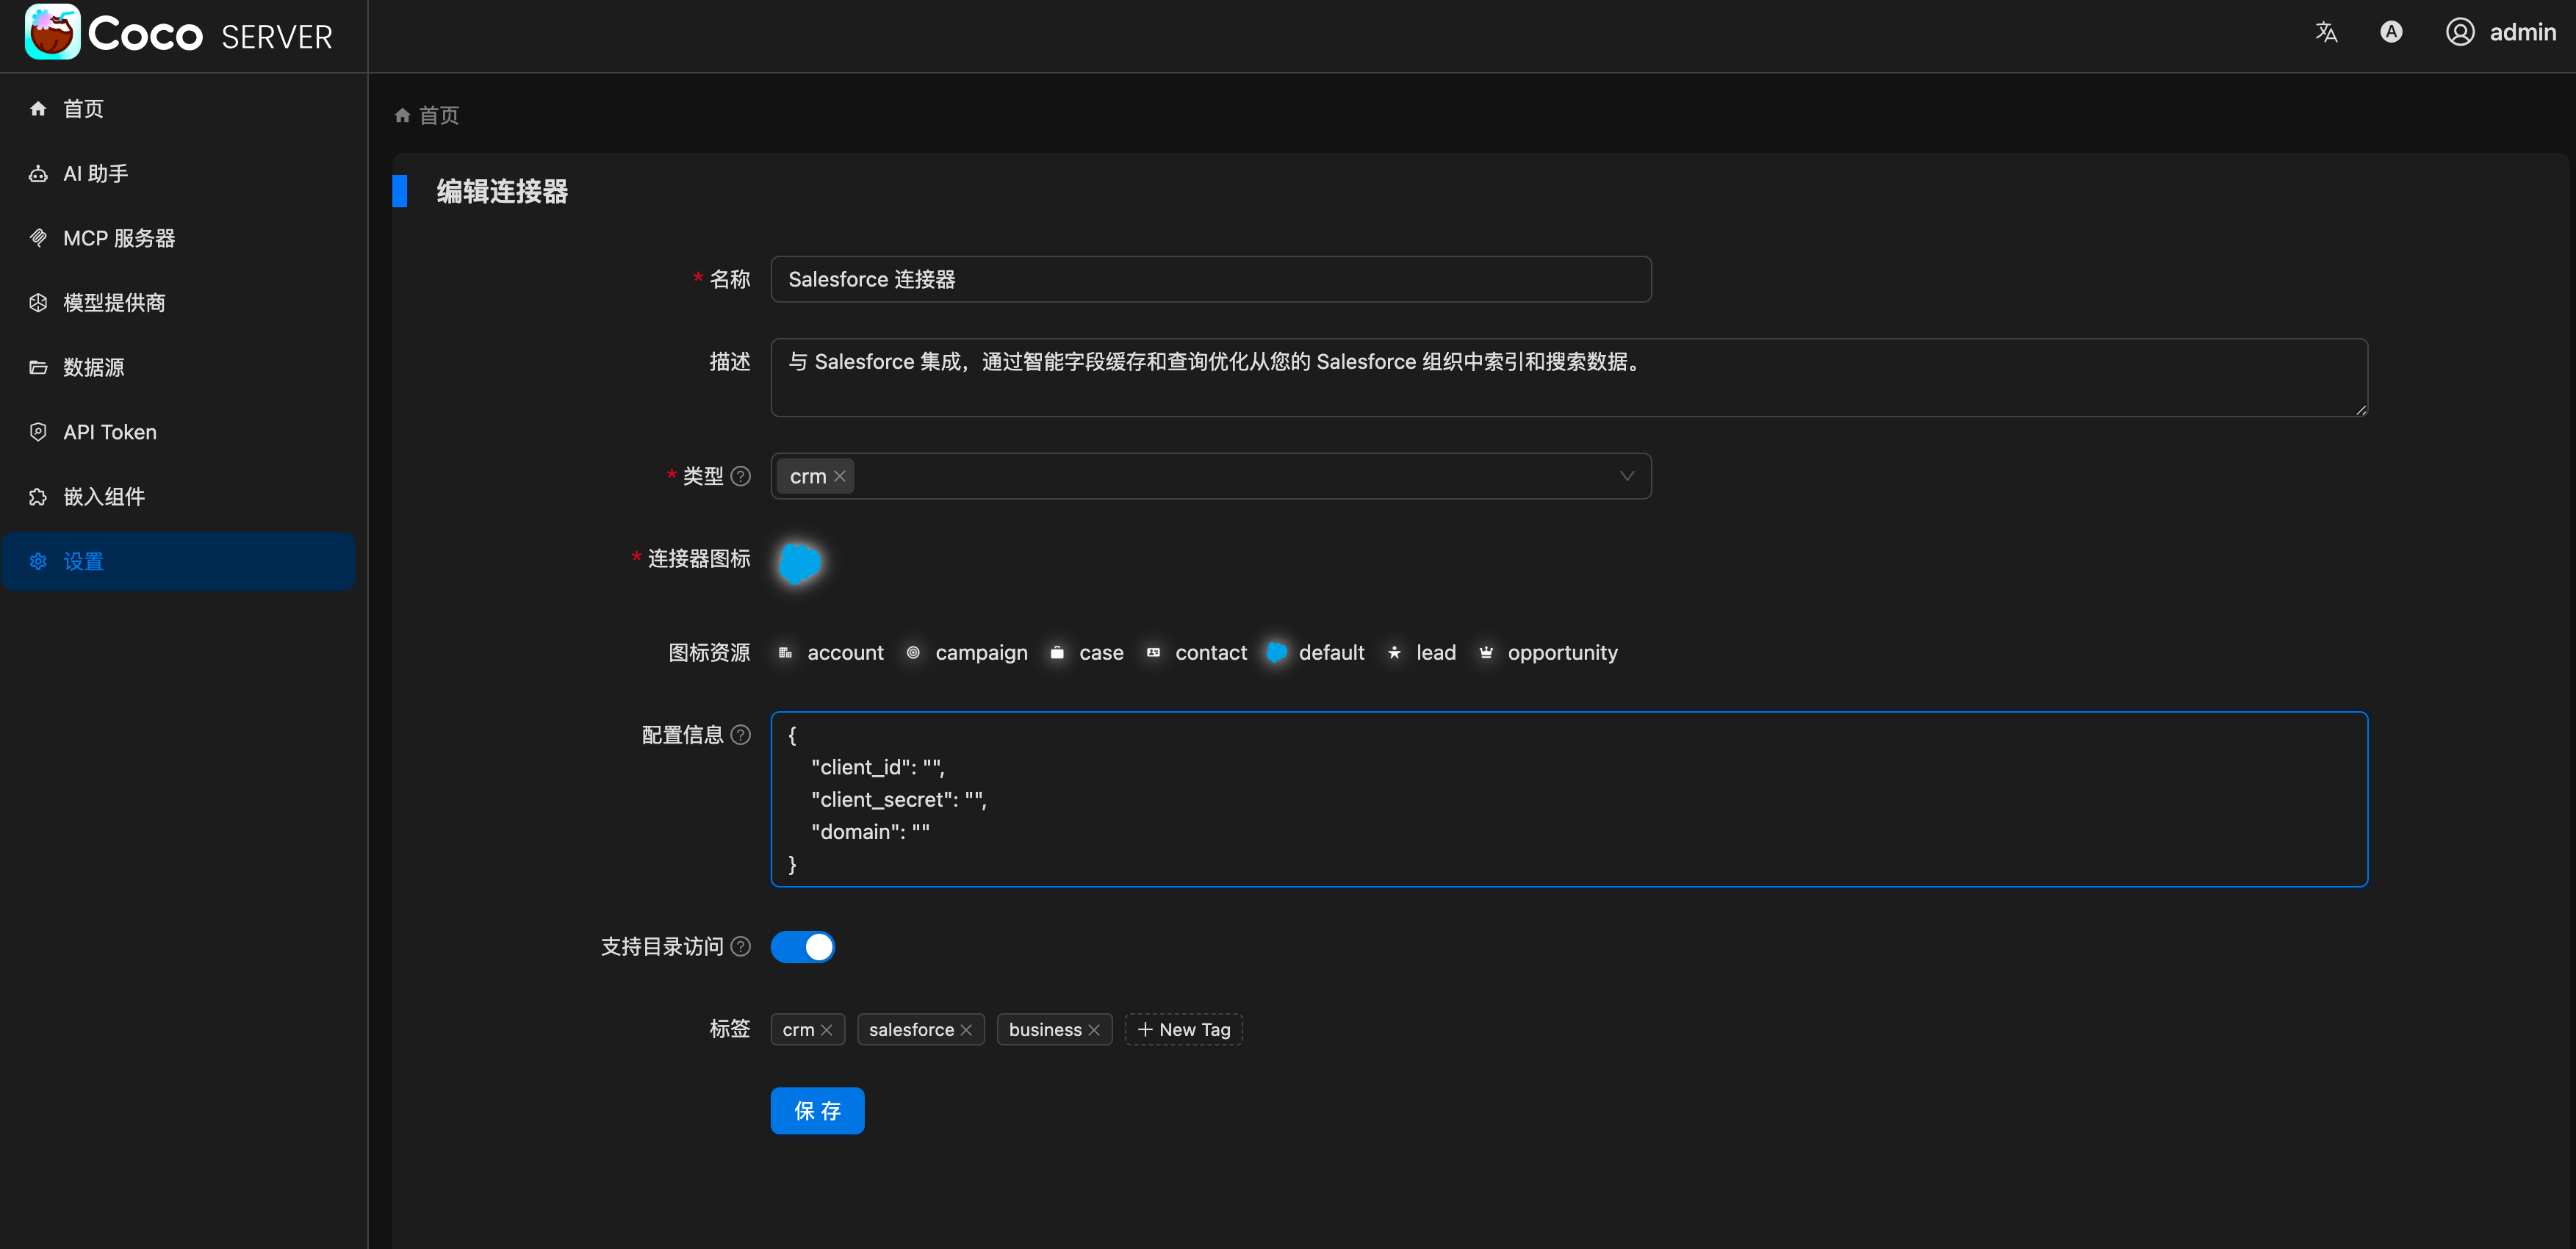 Coco SERVER
A
admin
首页
AI 助手
MCP 服务器
模型提供商
数据源
API Token
嵌入组件
设置
首页
编辑连接器
* 名称
Salesforce 连接器
描述
与 Salesforce 集成，通过智能字段缓存和查询优化从您的 Salesforce 组织中索引和搜索数据。
* 类型 ?
crm
* 连接器图标
图标资源
account campaign case contact default lead opportunity
配置信息 ?
{
"client_id": "",
"client_secret": "",
"domain": ""
}
支持目录访问 ?
标签
crm salesforce business + New Tag
保 存